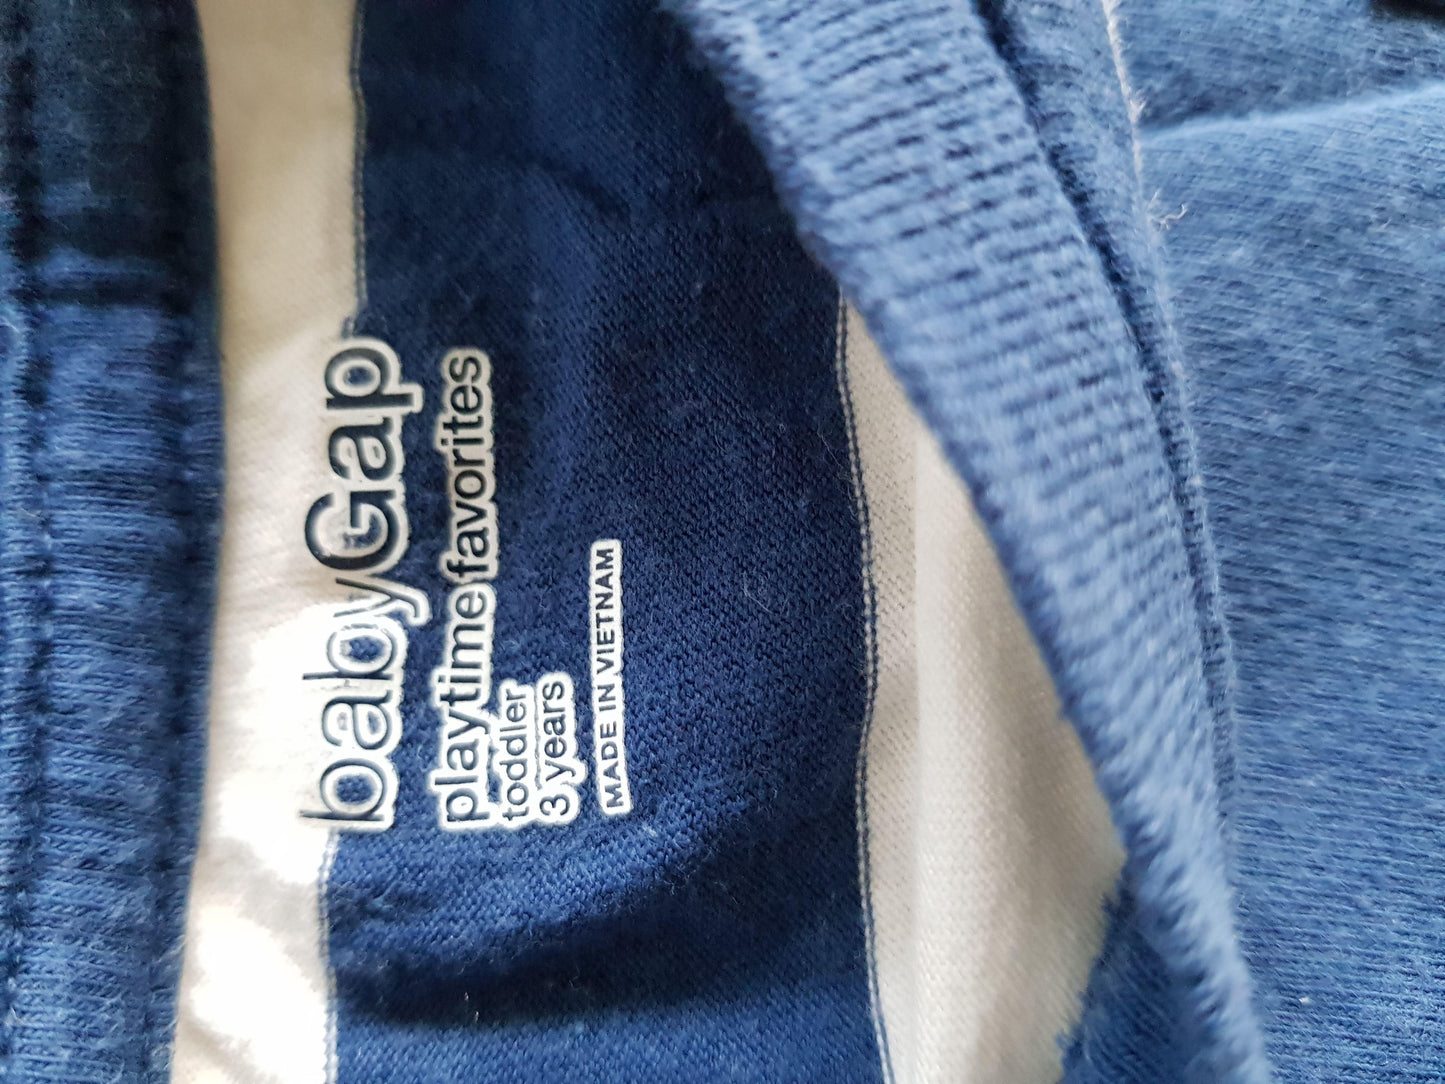 babyGap
playtime favorites
toddler
3 years
MADE IN VIETNAM